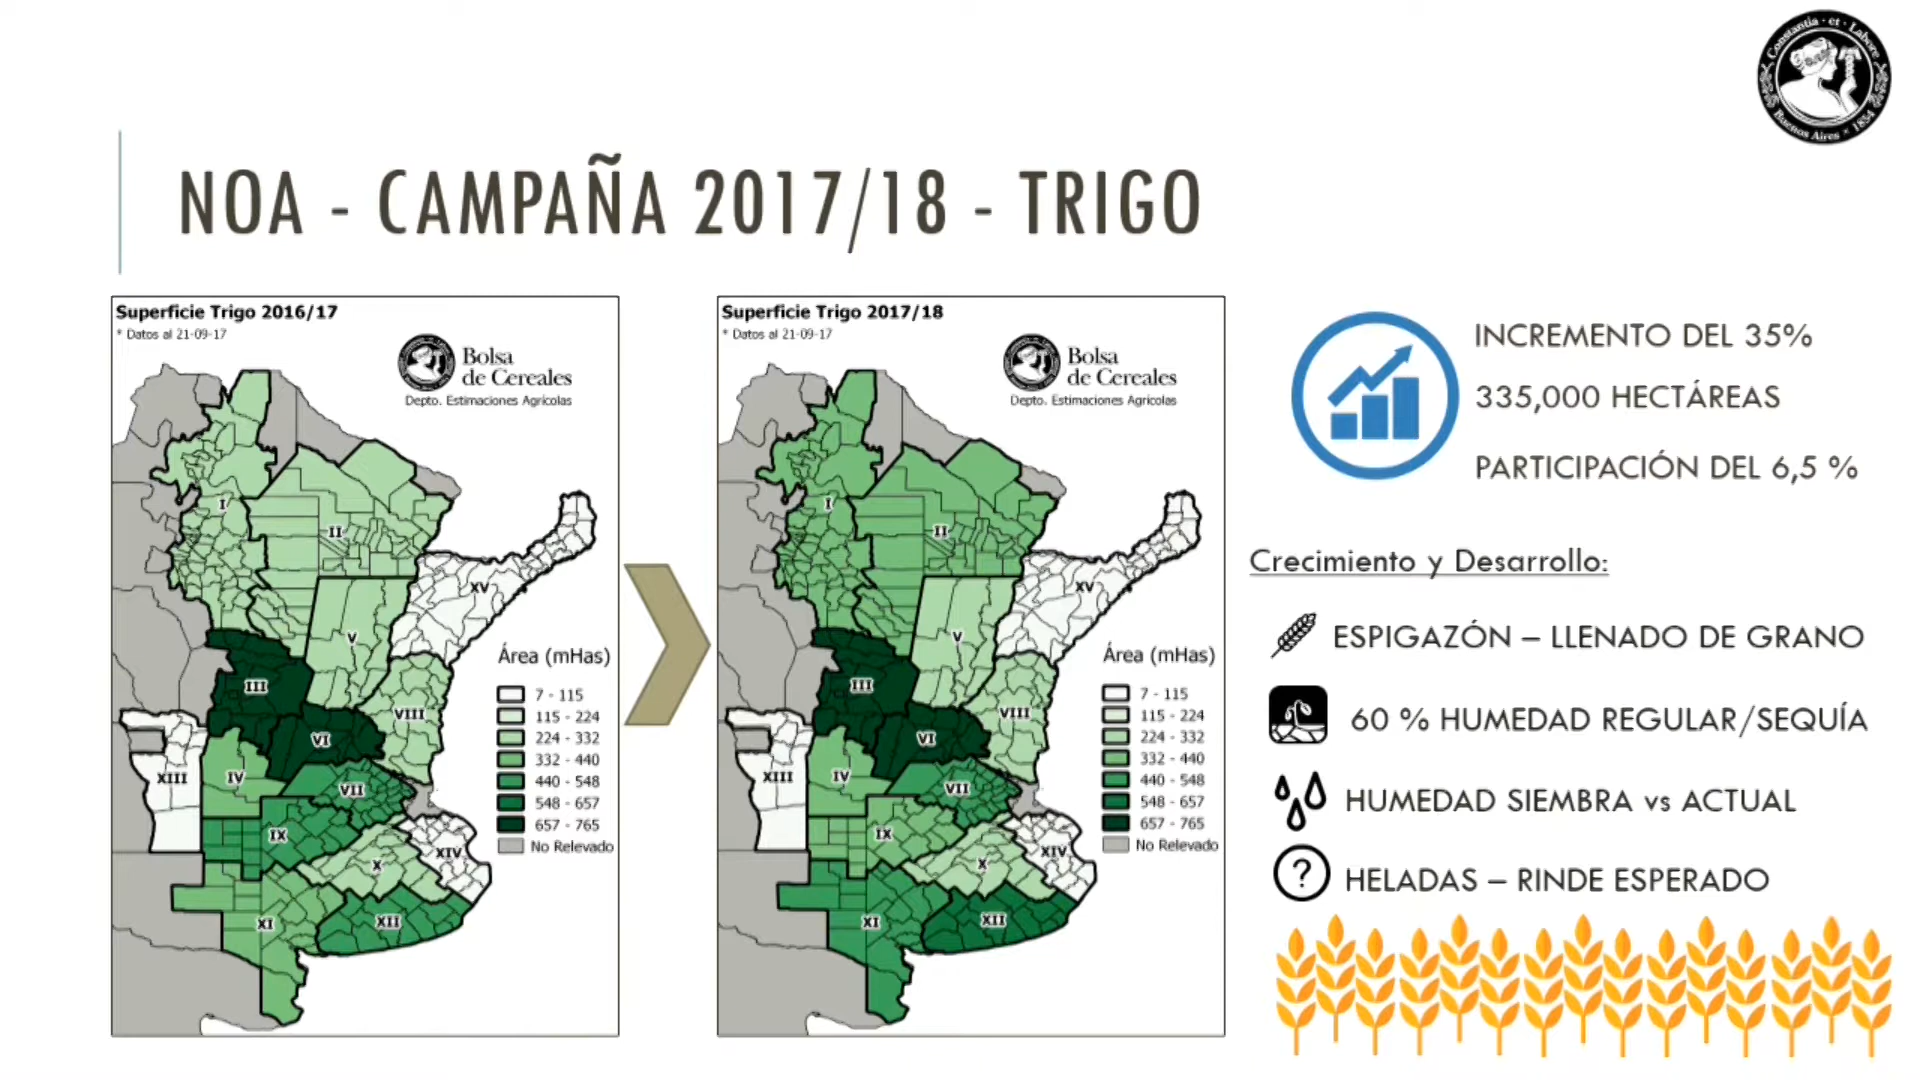 Constantia et Labore
Buenos Aires 1854
NOA - CAMPAÑA 2017/18 - TRIGO
Superficie Trigo 2016/17
* Datos al 21-09-17
Bolsa
de Cereales
Depto. Estimaciones Agrícolas
I
II
XV
V
Área (mHas)
III
7 - 115
VIII
115 - 224
VI
224 - 332
332 - 440
XIII
IV
440 - 548
VII
548 - 657
IX
657 - 765
No Relevado
XIV
X
XI
XII
Superficie Trigo 2017/18
* Datos al 21-09-17
Bolsa
de Cereales
Depto. Estimaciones Agrícolas
I
II
XV
V
Área (mHas)
III
7 - 115
VIII
115 - 224
VI
224 - 332
332 - 440
XIII
IV
440 - 548
VII
548 - 657
IX
657 - 765
No Relevado
XIV
X
XI
XII
INCREMENTO DEL 35%
335,000 HECTÁREAS
PARTICIPACIÓN DEL 6,5 %
Crecimiento y Desarrollo:
ESPIGAZÓN – LLENADO DE GRANO
60 % HUMEDAD REGULAR/SEQUÍA
HUMEDAD SIEMBRA vs ACTUAL
?
HELADAS – RINDE ESPERADO